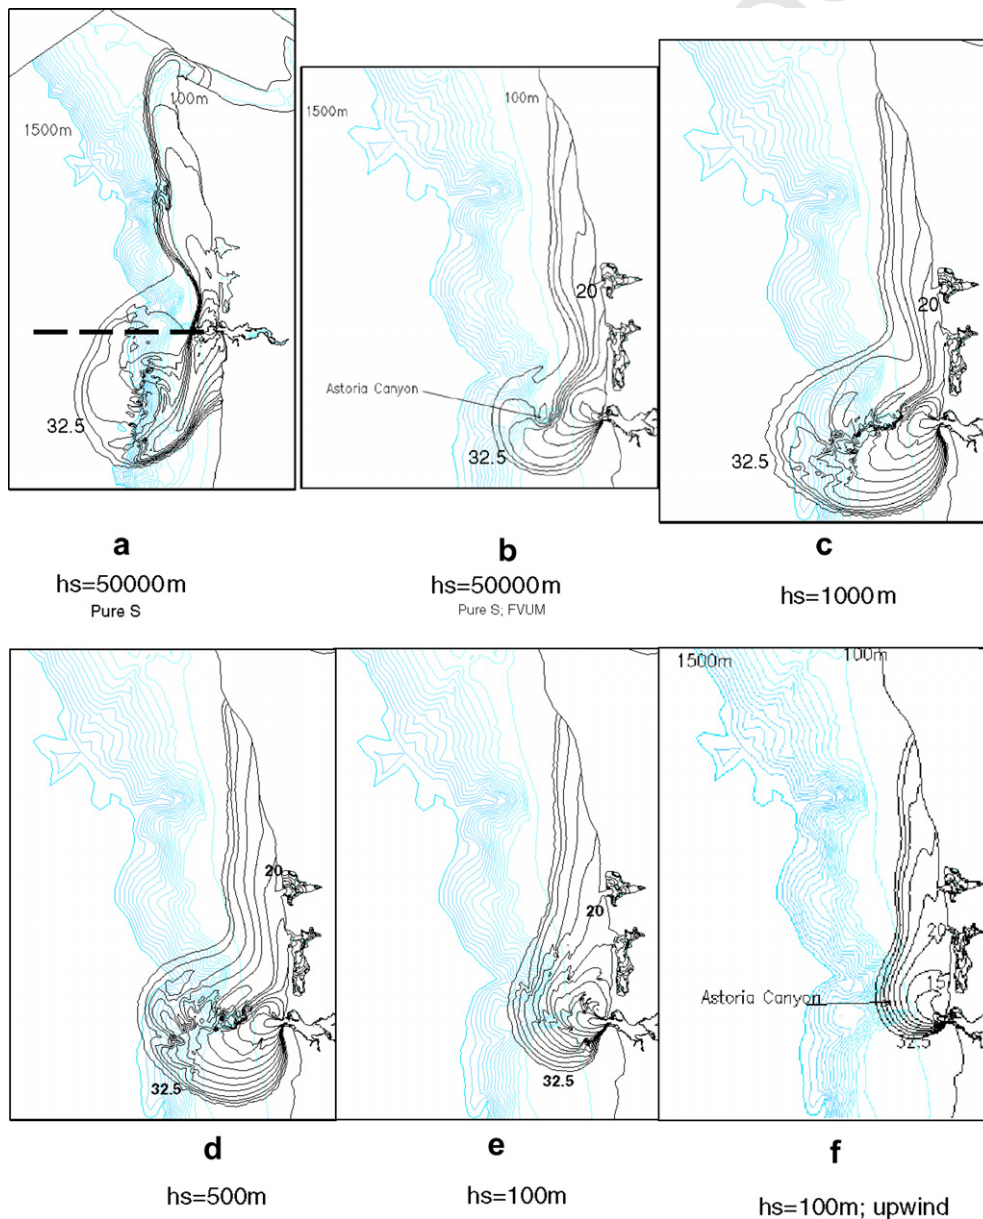 100m
1500m
32.5
a
hs=50000m
Pure S
100m
1500m
20
Astoria Canyon
32.5
b
hs=50000m
Pure S; FVUM
20
32.5
c
hs=1000m
20
32.5
d
hs=500m
20
32.5
e
hs=100m
1500m
100m
20
15
Astoria Canyon
32.5
f
hs=100m; upwind